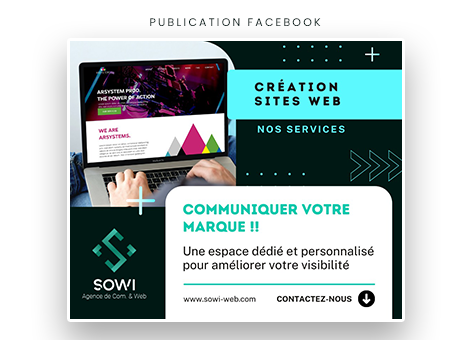 PUBLICATION FACEBOOK
ARSYSTEM PROD.
THE POWER OF ACTION
WE ARE
ARSYSTEMS.
CRÉATION
SITES WEB
NOS SERVICES
COMMUNIQUER VOTRE
MARQUE !!
Une espace dédié et personnalisé
pour améliorer votre visibilité
www.sowi-web.com
CONTACTEZ-NOUS
SOWI
Agence de Com. & Web